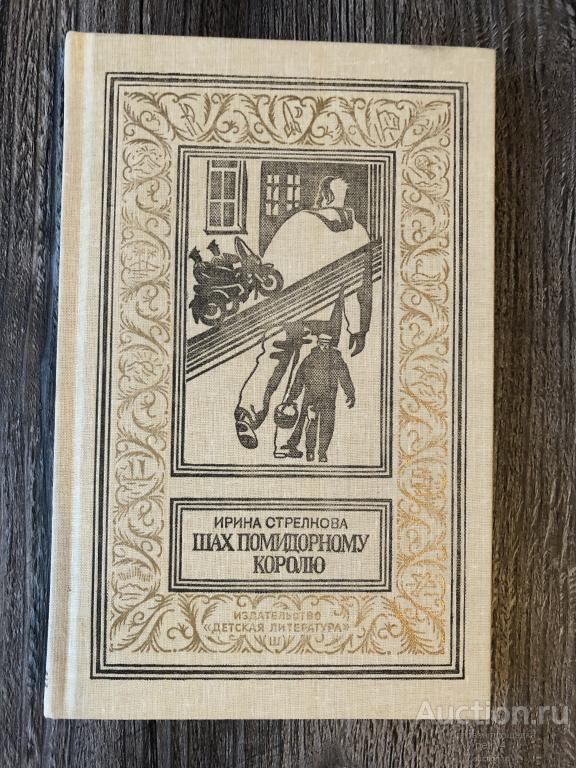 ИРИНА СТРЕЛКОВА
ШАХ ПОМИДОРНОМУ
КОРОЛЮ
ИЗДАТЕЛЬСТВО
«ДЕТСКАЯ ЛИТЕРАТУРА»
Auction.ru